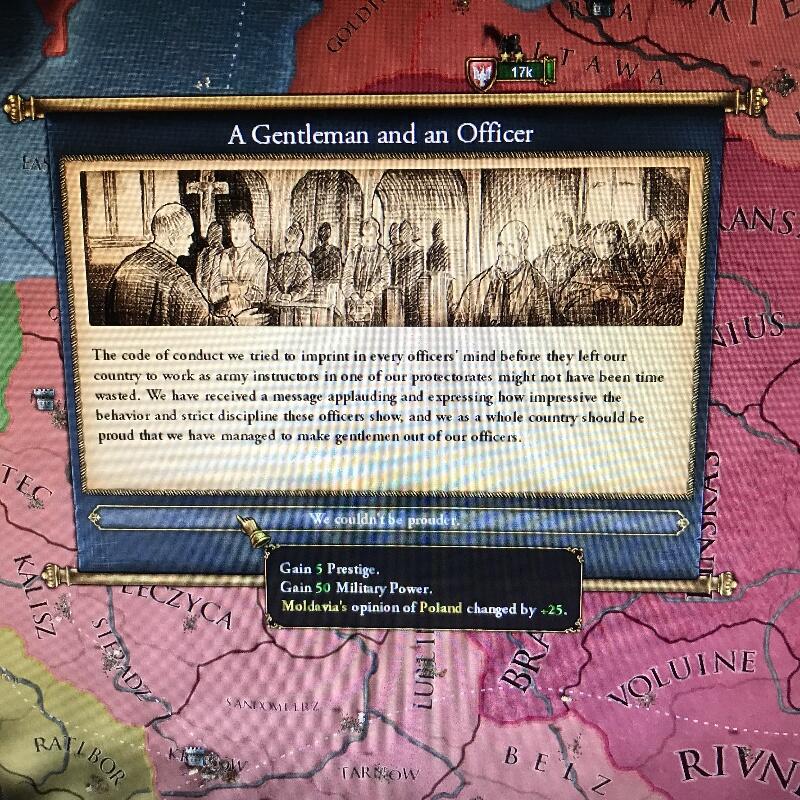 17k
A Gentleman and an Officer
The code of conduct we tried to imprint in every officers' mind before they left our
country to work as army instructors in one of our protectorates might not have been time
wasted. We have received a message applauding and expressing how impressive the
behavior and strict discipline these officers show, and we as a whole country should be
proud that we have managed to make gentlemen out of our officers.
We couldn't be prouder.
Gain 5 Prestige.
Gain 50 Military Power.
Moldavia's opinion of Poland changed by +25.
KALISZ
SIERADZ
SANDOMIERZ
RATIBOR
TARNOW
BELZ
VOLUINE